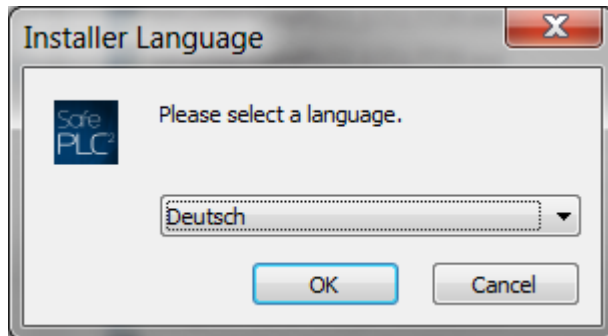 Installer Language
Safe
PLC²
Please select a language.
Deutsch
OK
Cancel